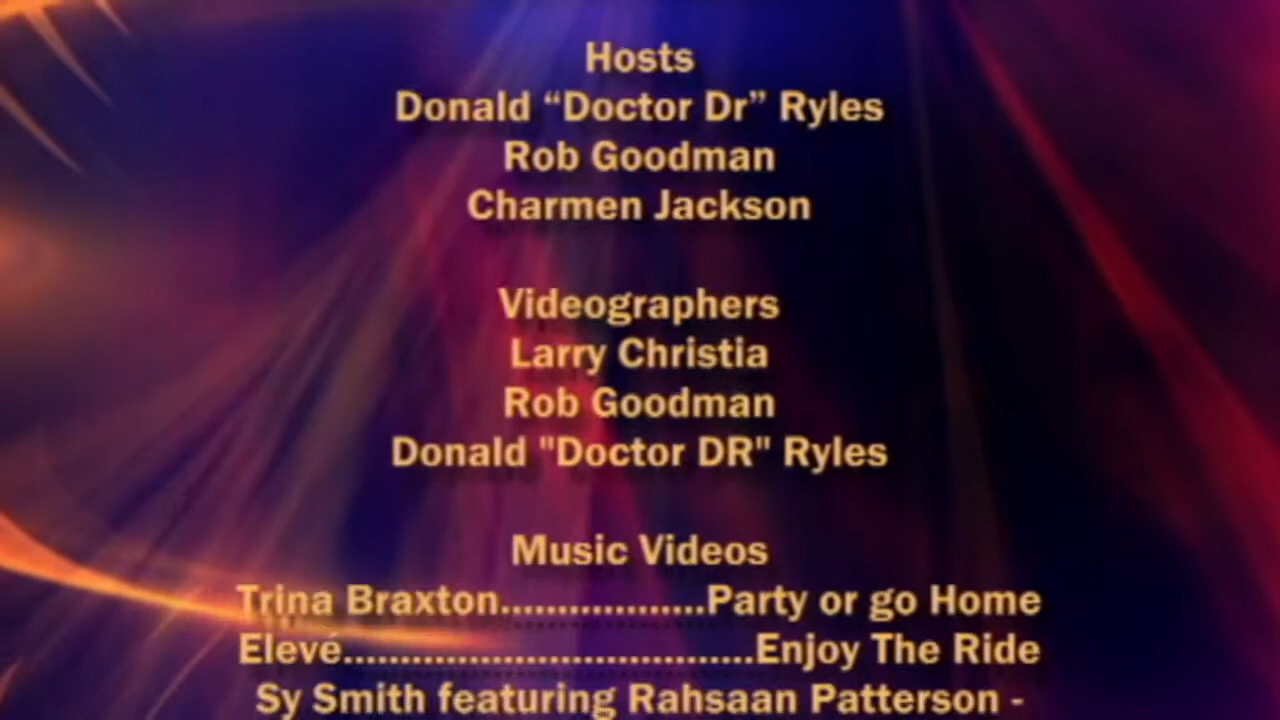 Hosts
Donald “Doctor Dr” Ryles
Rob Goodman
Charmen Jackson
Videographers
Larry Christia
Rob Goodman
Donald "Doctor DR" Ryles
Music Videos
Trina Braxton..................Party or go Home
Elevé....................................Enjoy The Ride
Sy Smith featuring Rahsaan Patterson -